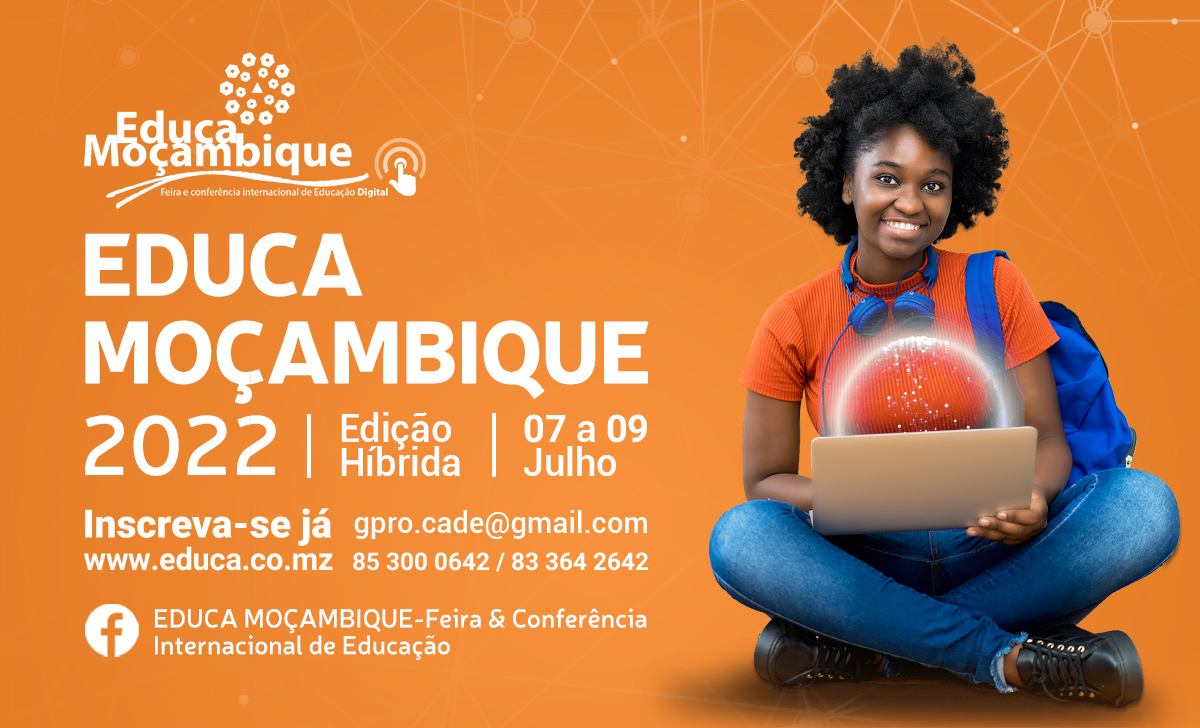 Educa
Moçambique
Feira e conferência internacional de Educação Digital
EDUCA
MOÇAMBIQUE
2022
Edição
Híbrida
07 a 09
Julho
Inscreva-se já
gpro.cade@gmail.com
www.educa.co.mz
85 300 0642 / 83 364 2642
EDUCA MOÇAMBIQUE-Feira & Conferência
Internacional de Educação